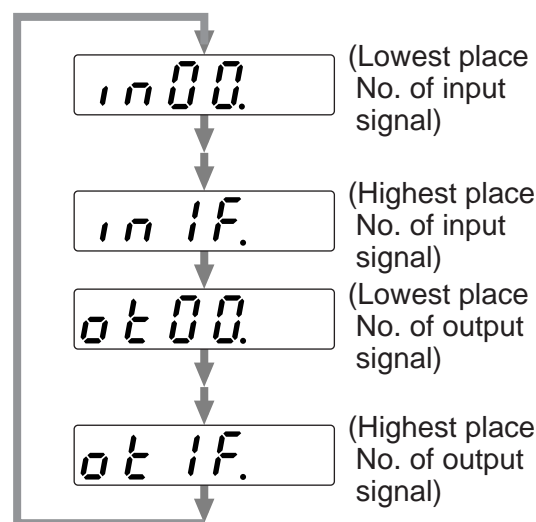 in00.
(Lowest place
No. of input
signal)
in1F.
(Highest place
No. of input
signal)
ot00.
(Lowest place
No. of output
signal)
ot1F.
(Highest place
No. of output
signal)